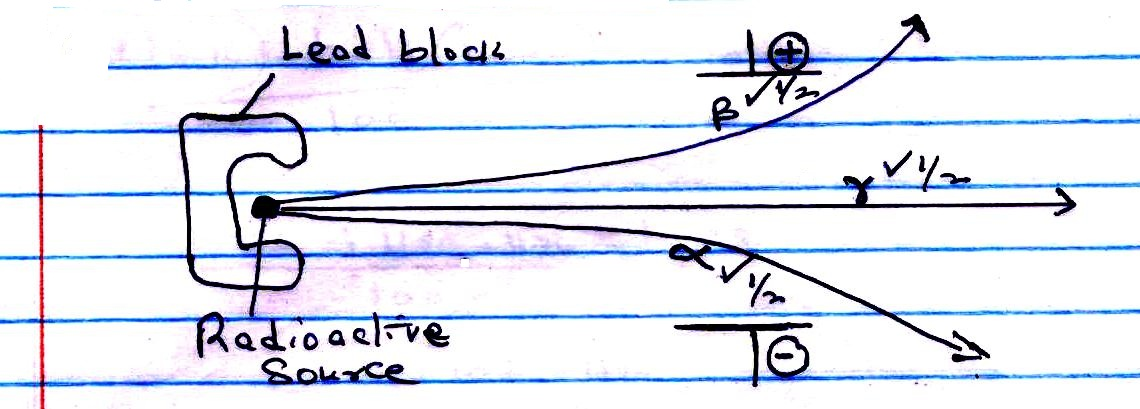 Lead block
⊕
β ✓ 1/2
γ ✓ 1/2
α ✓ 1/2
Radioactive
Source
⊖